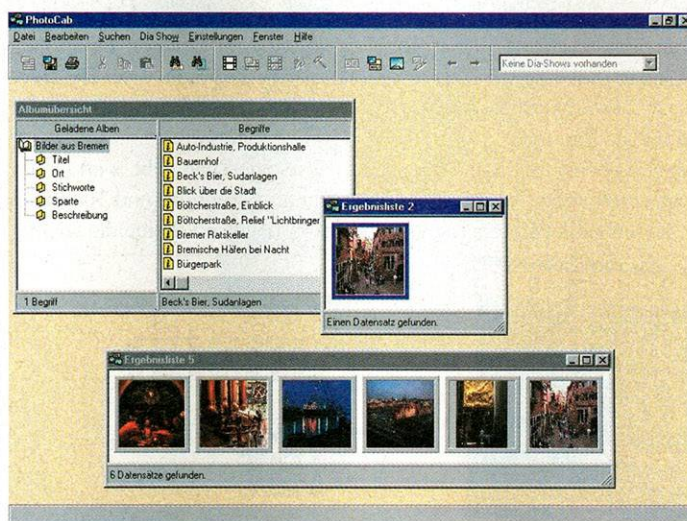 PhotoCab
Datei Bearbeiten Suchen Dia Show Einstellungen Fenster Hilfe
Keine Dia-Shows vorhanden
Albumübersicht
Geladene Alben
Begriffe
Bilder aus Bremen
Titel
Ort
Stichworte
Sparte
Beschreibung
Auto-Industrie, Produktionshalle
Bauernhof
Beck's Bier, Sudanlagen
Blick über die Stadt
Böttcherstraße, Einblick
Böttcherstraße, Relief "Lichtbringer
Bremer Ratskeller
Bremische Häfen bei Nacht
Bürgerpark
1 Begriff
Beck's Bier, Sudanlagen
Ergebnisliste 2
Einen Datensatz gefunden.
Ergebnisliste 5
6 Datensätze gefunden.